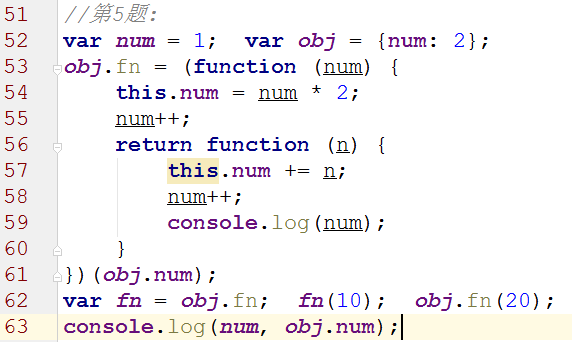 51 //第5题:
52 var num = 1;  var obj = {num: 2};
53 obj.fn = (function (num) {
54     this.num = num * 2;
55     num++;
56     return function (n) {
57         this.num += n;
58         num++;
59         console.log(num);
60     }
61 })(obj.num);
62 var fn = obj.fn;  fn(10);  obj.fn(20);
63 console.log(num, obj.num);